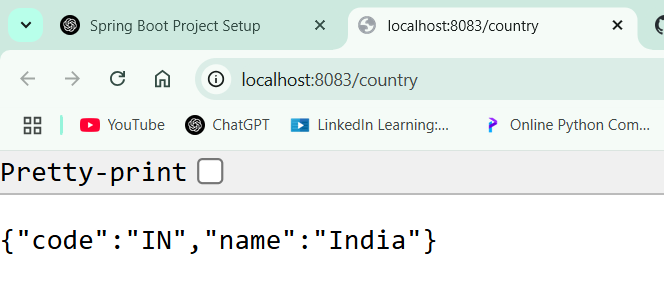 Spring Boot Project Setup
localhost:8083/country
localhost:8083/country
YouTube ChatGPT LinkedIn Learning:... Online Python Com...
Pretty-print
{"code":"IN","name":"India"}